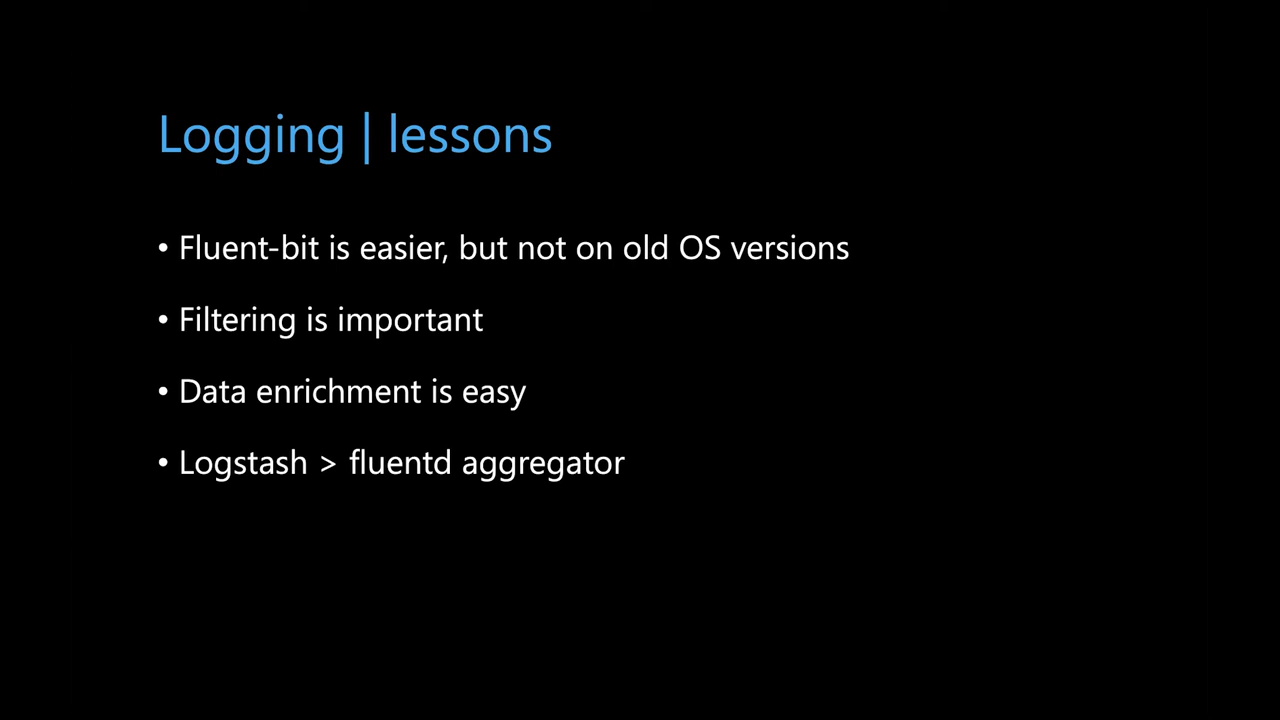 Logging | lessons
• Fluent-bit is easier, but not on old OS versions
• Filtering is important
• Data enrichment is easy
• Logstash > fluentd aggregator